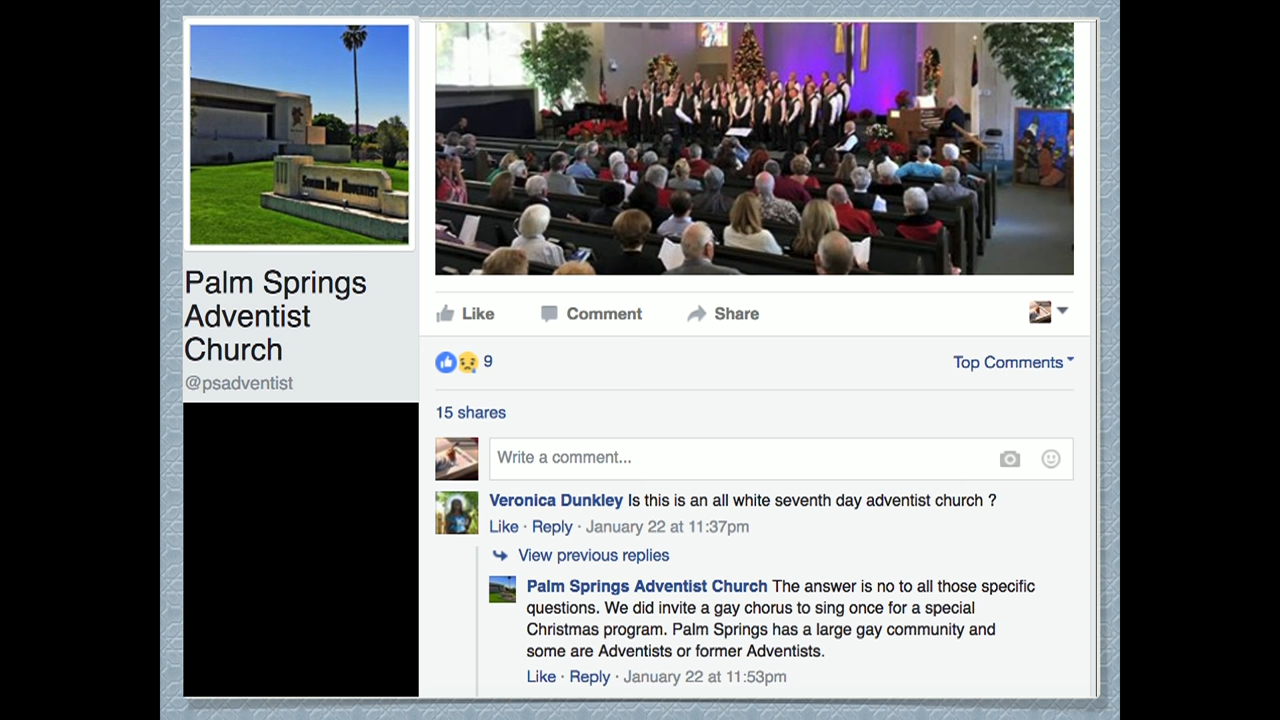 SEVENTH DAY ADVENTIST
Palm Springs
Adventist
Church
@psadventist
Like Comment Share
9
Top Comments
15 shares
Write a comment...
Veronica Dunkley Is this is an all white seventh day adventist church ?
Like · Reply · January 22 at 11:37pm
View previous replies
Palm Springs Adventist Church The answer is no to all those specific
questions. We did invite a gay chorus to sing once for a special
Christmas program. Palm Springs has a large gay community and
some are Adventists or former Adventists.
Like · Reply · January 22 at 11:53pm